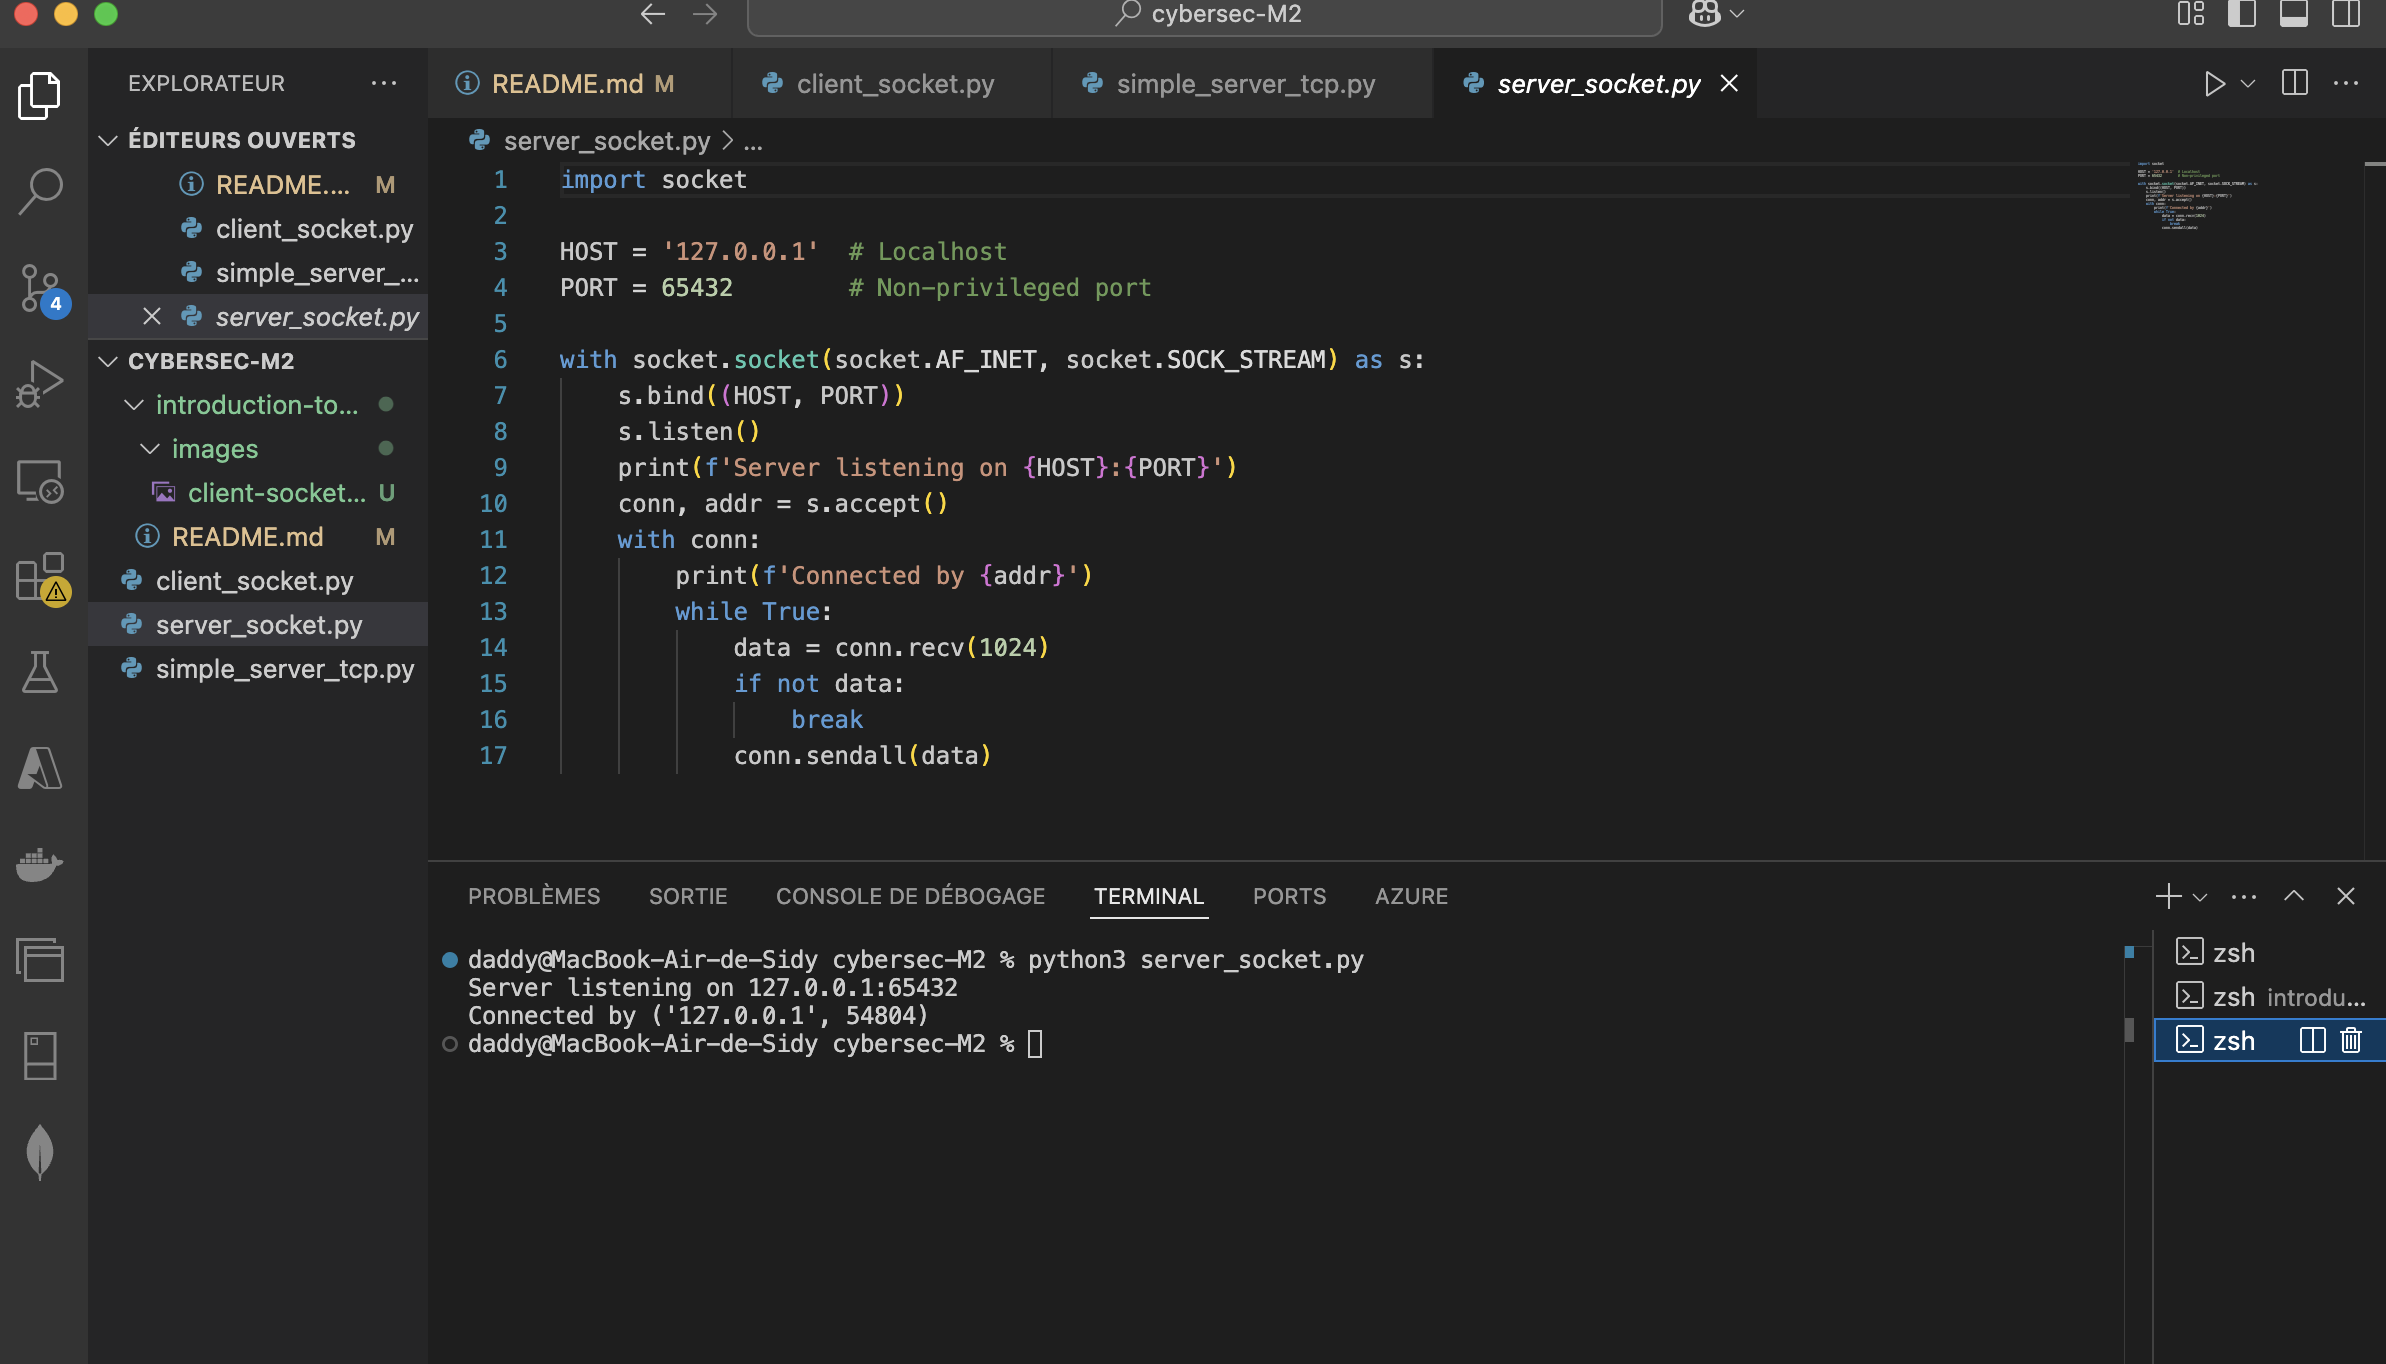 cybersec-M2
EXPLORATEUR
ÉDITEURS OUVERTS
README.... M
client_socket.py
simple_server_...
server_socket.py
4
CYBERSEC-M2
introduction-to...
images
client-socket... U
README.md M
client_socket.py
server_socket.py
simple_server_tcp.py
README.md M
client_socket.py
simple_server_tcp.py
server_socket.py
server_socket.py > ...
1 import socket
2
3 HOST = '127.0.0.1'  # Localhost
4 PORT = 65432        # Non-privileged port
5
6 with socket.socket(socket.AF_INET, socket.SOCK_STREAM) as s:
7     s.bind((HOST, PORT))
8     s.listen()
9     print(f'Server listening on {HOST}:{PORT}')
10     conn, addr = s.accept()
11     with conn:
12         print(f'Connected by {addr}')
13         while True:
14             data = conn.recv(1024)
15             if not data:
16                 break
17             conn.sendall(data)
PROBLÈMES SORTIE CONSOLE DE DÉBOGAGE TERMINAL PORTS AZURE
daddy@MacBook-Air-de-Sidy cybersec-M2 % python3 server_socket.py
Server listening on 127.0.0.1:65432
Connected by ('127.0.0.1', 54804)
daddy@MacBook-Air-de-Sidy cybersec-M2 %
zsh
zsh introdu...
zsh